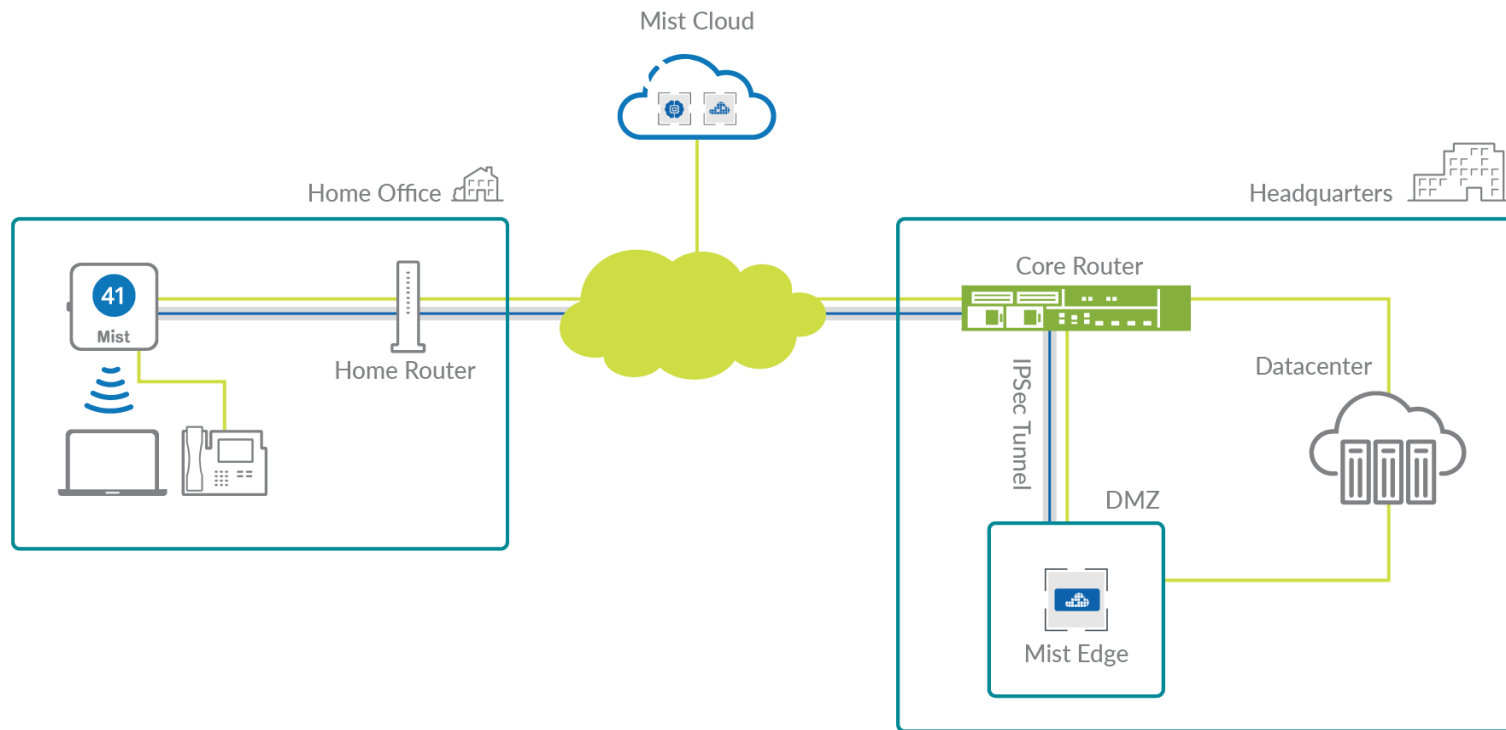 Mist Cloud
Home Office
Headquarters
41
Mist
Home Router
Core Router
IPSec Tunnel
Datacenter
DMZ
Mist Edge